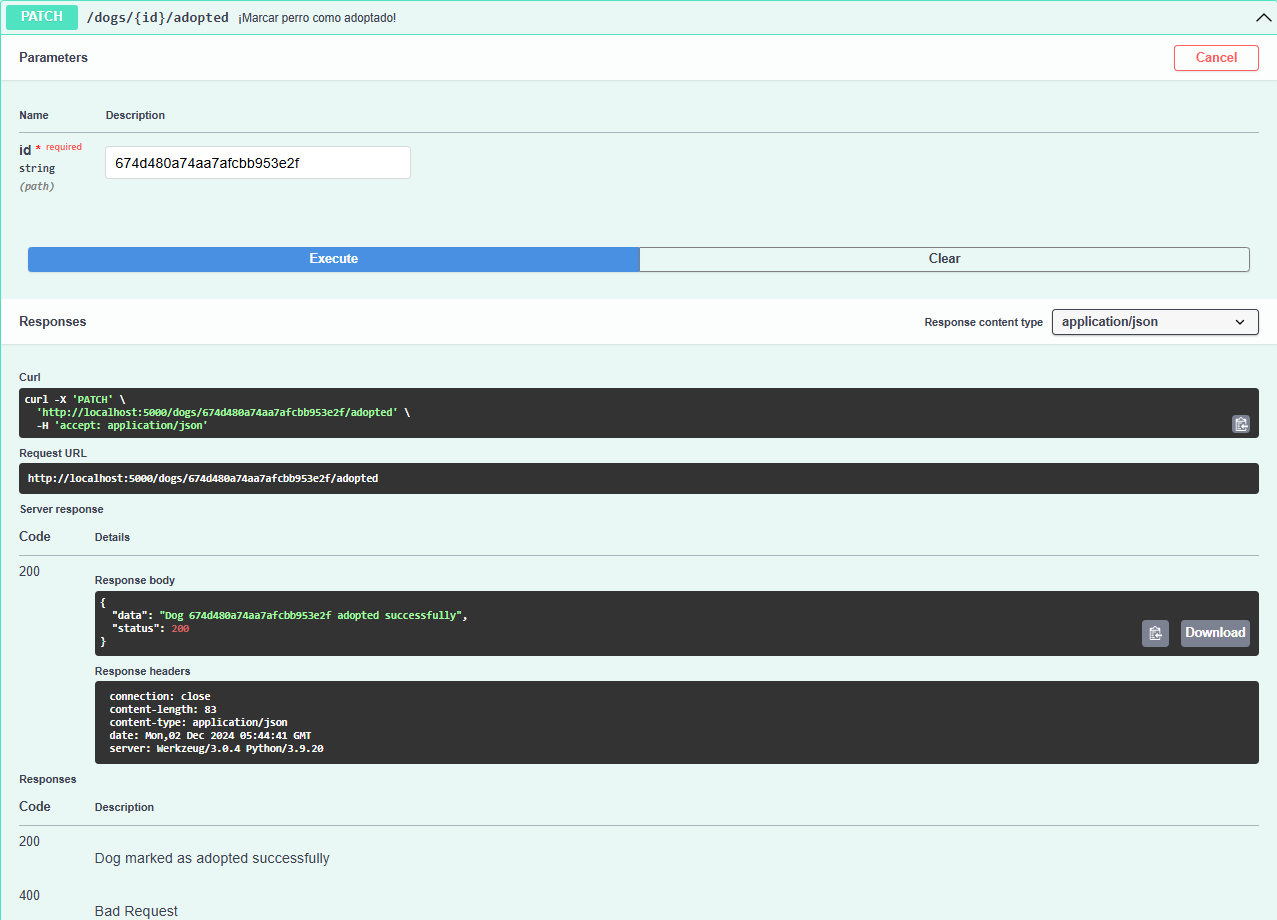 PATCH /dogs/{id}/adopted ¡Marcar perro como adoptado!
Parameters
Cancel
Name Description
id * required
string
(path)
674d480a74aa7afcbb953e2f
Execute Clear
Responses
Response content type application/json
Curl
curl -X 'PATCH' \
'http://localhost:5000/dogs/674d480a74aa7afcbb953e2f/adopted' \
-H 'accept: application/json'
Request URL
http://localhost:5000/dogs/674d480a74aa7afcbb953e2f/adopted
Server response
Code Details
200
Response body
{
"data": "Dog 674d480a74aa7afcbb953e2f adopted successfully",
"status": 200
}
Download
Response headers
connection: close
content-length: 83
content-type: application/json
date: Mon,02 Dec 2024 05:44:41 GMT
server: Werkzeug/3.0.4 Python/3.9.20
Responses
Code Description
200
Dog marked as adopted successfully
400
Bad Request